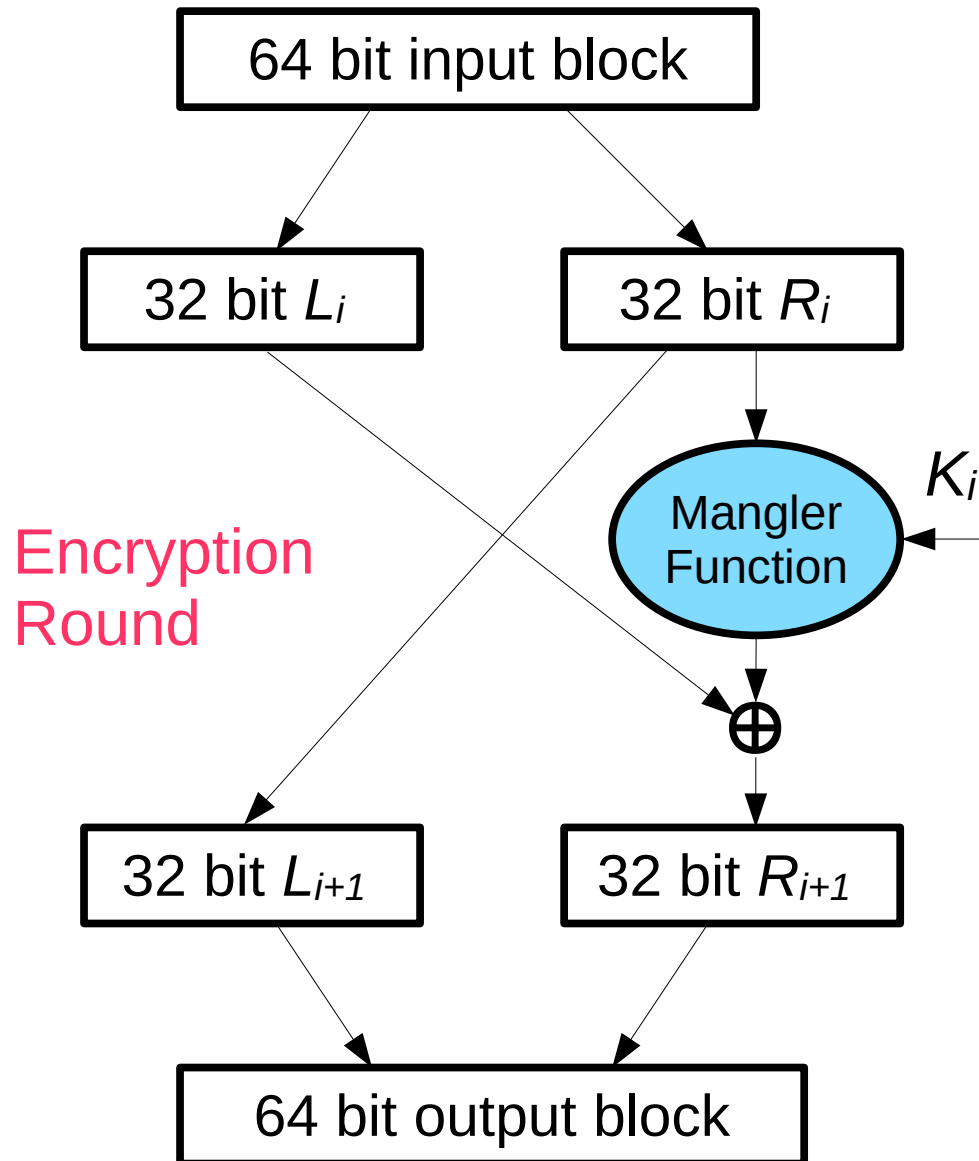 64 bit input block
32 bit Li
32 bit Ri
Ki
Mangler
Function
Encryption
Round
⊕
32 bit Li+1
32 bit Ri+1
64 bit output block